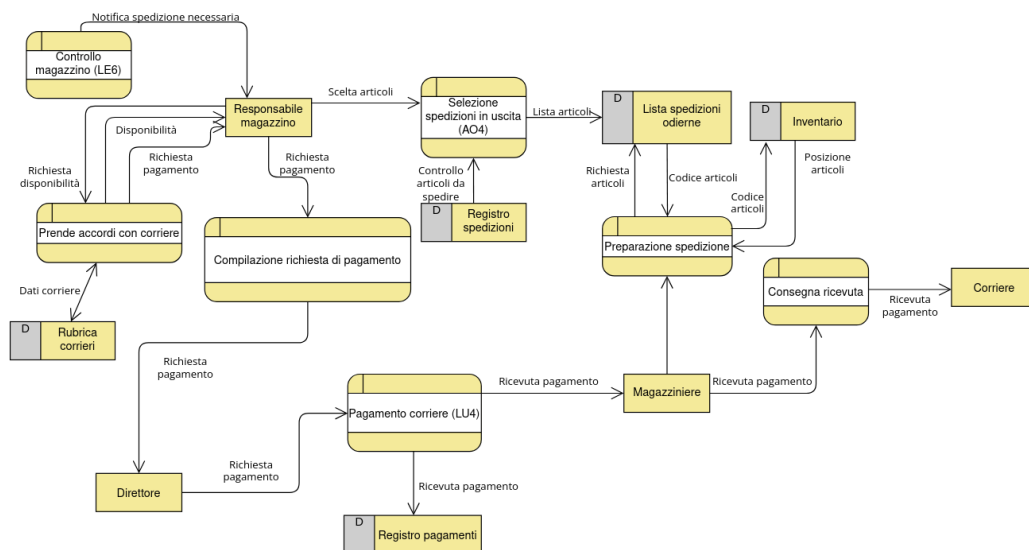 Notifica spedizione necessaria
Controllo
magazzino (LE6)
Responsabile
magazzino
Scelta articoli
Selezione
spedizioni in uscita
(AO4)
Lista articoli
D
Lista spedizioni
odierne
D
Inventario
Disponibilità
Richiesta
pagamento
Richiesta
disponibilità
Richiesta
pagamento
Controllo
articoli da
spedire
Richiesta
articoli
Codice articoli
Posizione
articoli
Codice
articoli
D
Registro
spedizioni
Prende accordi con corriere
Compilazione richiesta di pagamento
Preparazione spedizione
Dati corriere
Consegna ricevuta
Ricevuta
pagamento
Corriere
D
Rubrica
corrieri
Richiesta
pagamento
Pagamento corriere (LU4)
Ricevuta pagamento
Magazziniere
Ricevuta pagamento
Direttore
Richiesta
pagamento
Ricevuta pagamento
D
Registro pagamenti